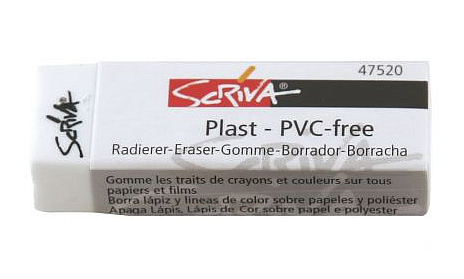 47520
SCRIVA®
SCRIVA®
Plast - PVC-free
Radierer-Eraser-Gomme-Borrador-Borracha
SCRIVA
Gomme les traits de crayons et couleurs sur tous
papiers et films
Borra lápiz y lineas de color sobre papeles y poliéster
Apaga Lápis, Lápis de Cor sobre papel e polyester